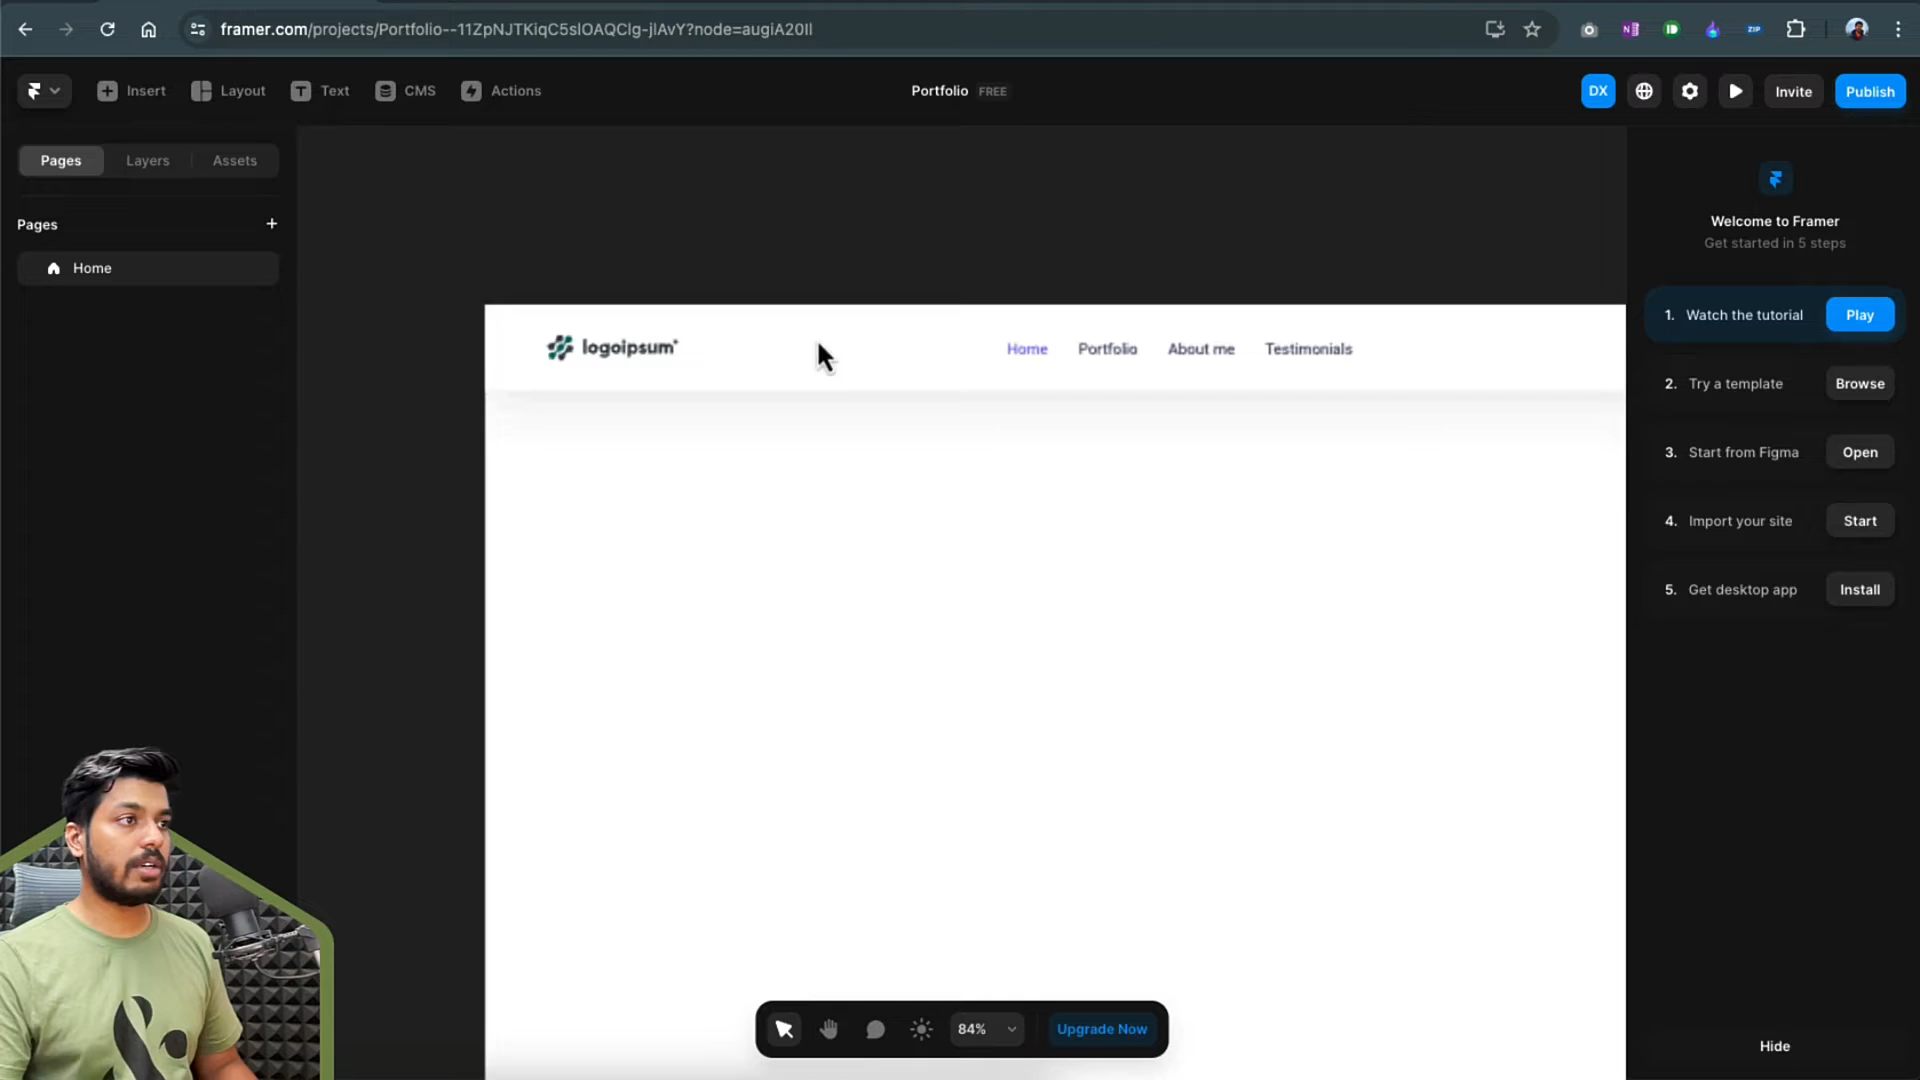 framer.com/projects/Portfolio--11ZpNJTKiqC5slOAQClg-jlAvY?node=augiA20Il
ZIP
Insert
Layout
T Text
CMS
Actions
Portfolio FREE
DX
Invite
Publish
Pages
Layers
Assets
Pages
Home
logoipsum
Home
Portfolio
About me
Testimonials
Welcome to Framer
Get started in 5 steps
1. Watch the tutorial Play
2. Try a template Browse
3. Start from Figma Open
4. Import your site Start
5. Get desktop app Install
84%
Upgrade Now
Hide